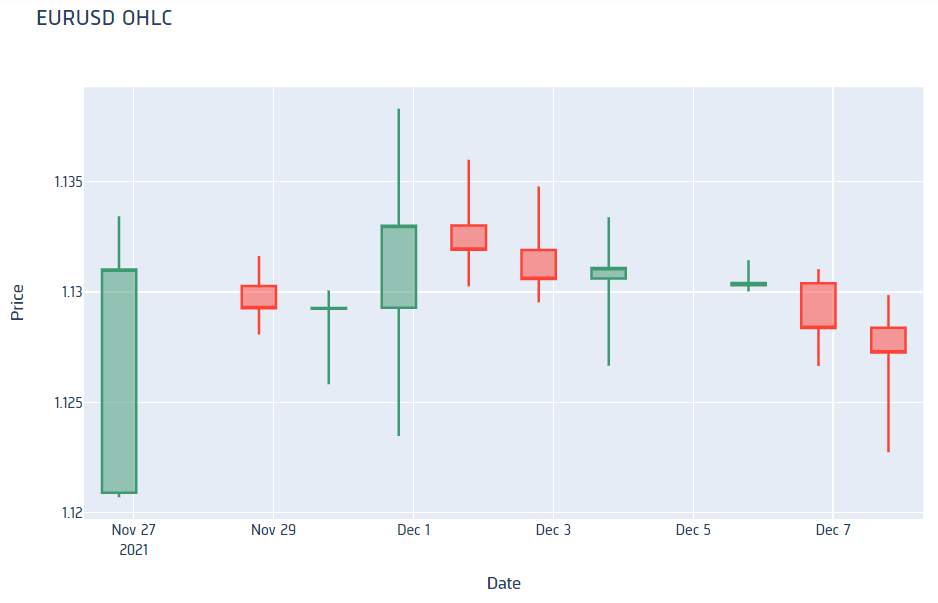 EURUSD OHLC
Price
1.135
1.13
1.125
1.12
Nov 27 Nov 29 Dec 1 Dec 3 Dec 5 Dec 7
2021
Date